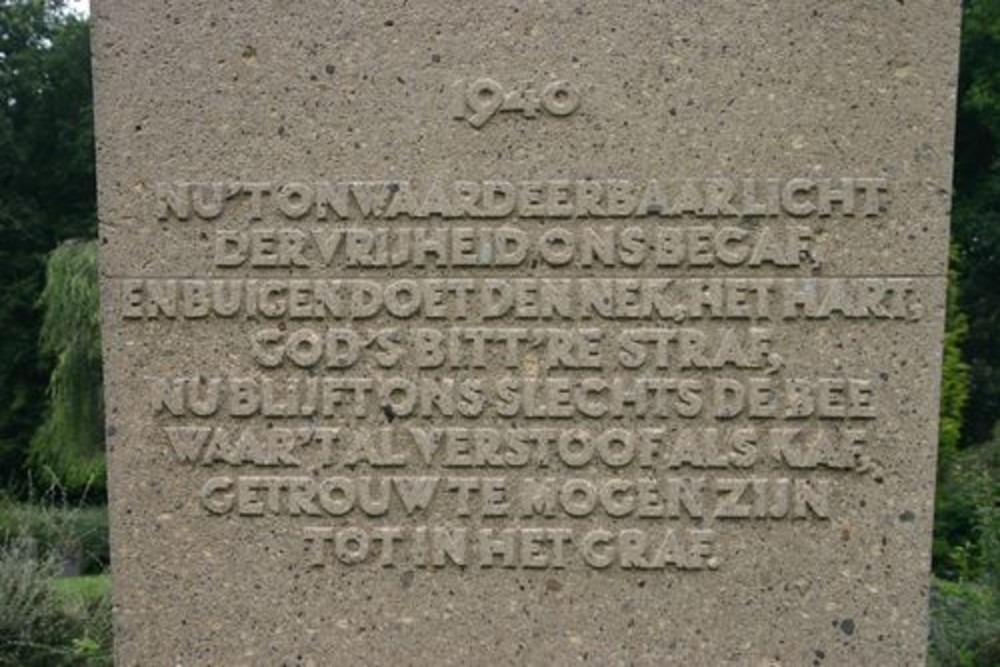 1940
NU 'T ONWAARDEERBAAR LICHT
DER VRIJHEID, ONS BEGAF,
EN BUIGEN DOET DEN NEK, HET HART,
GOD'S BITT'RE STRAF,
NU BLIJFT ONS SLECHTS DE BEE
WAAR 'T AL VERSTOOF ALS KAF,
GETROUW TE MOGEN ZIJN
TOT IN HET GRAF.